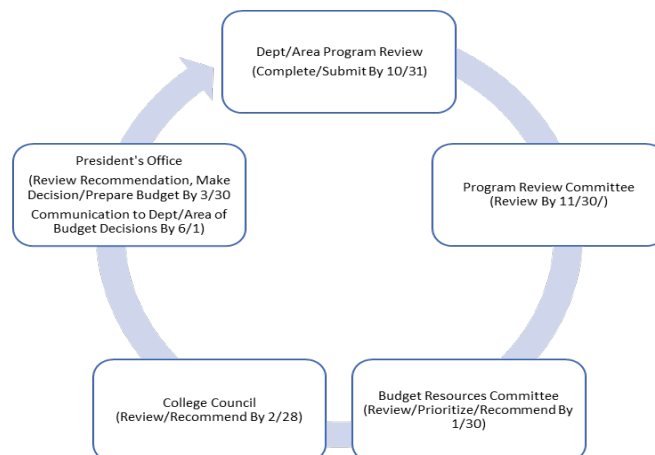 Dept/Area Program Review
(Complete/Submit By 10/31)
Program Review Committee
(Review By 11/30/)
Budget Resources Committee
(Review/Prioritize/Recommend By
1/30)
College Council
(Review/Recommend By 2/28)
President's Office
(Review Recommendation, Make
Decision/Prepare Budget By 3/30
Communication to Dept/Area of
Budget Decisions By 6/1)